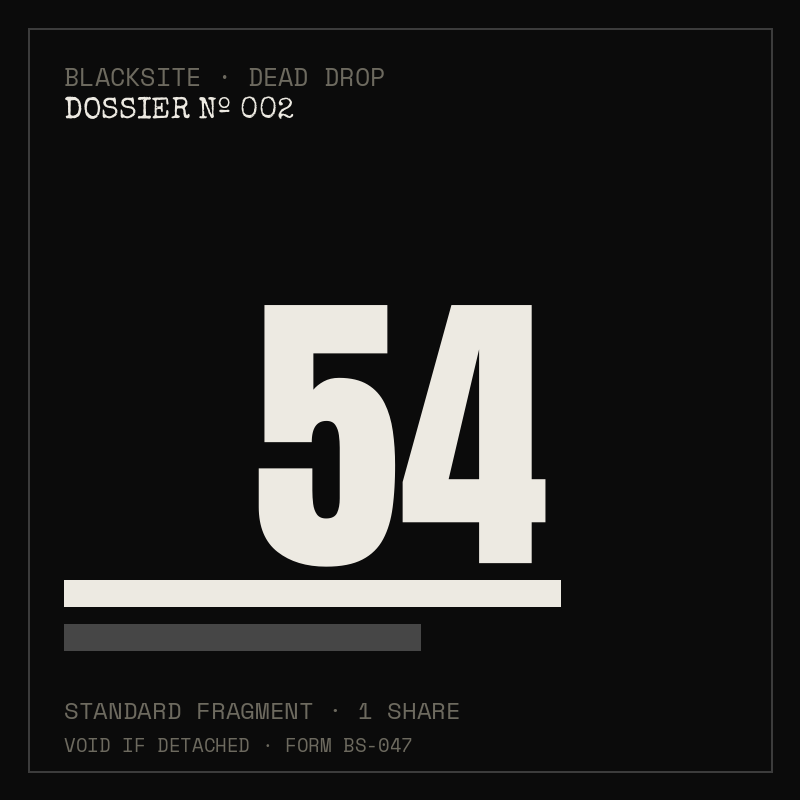 BLACKSITE · DEAD DROP
DOSSIER Nº 002
54
STANDARD FRAGMENT · 1 SHARE
VOID IF DETACHED · FORM BS-047